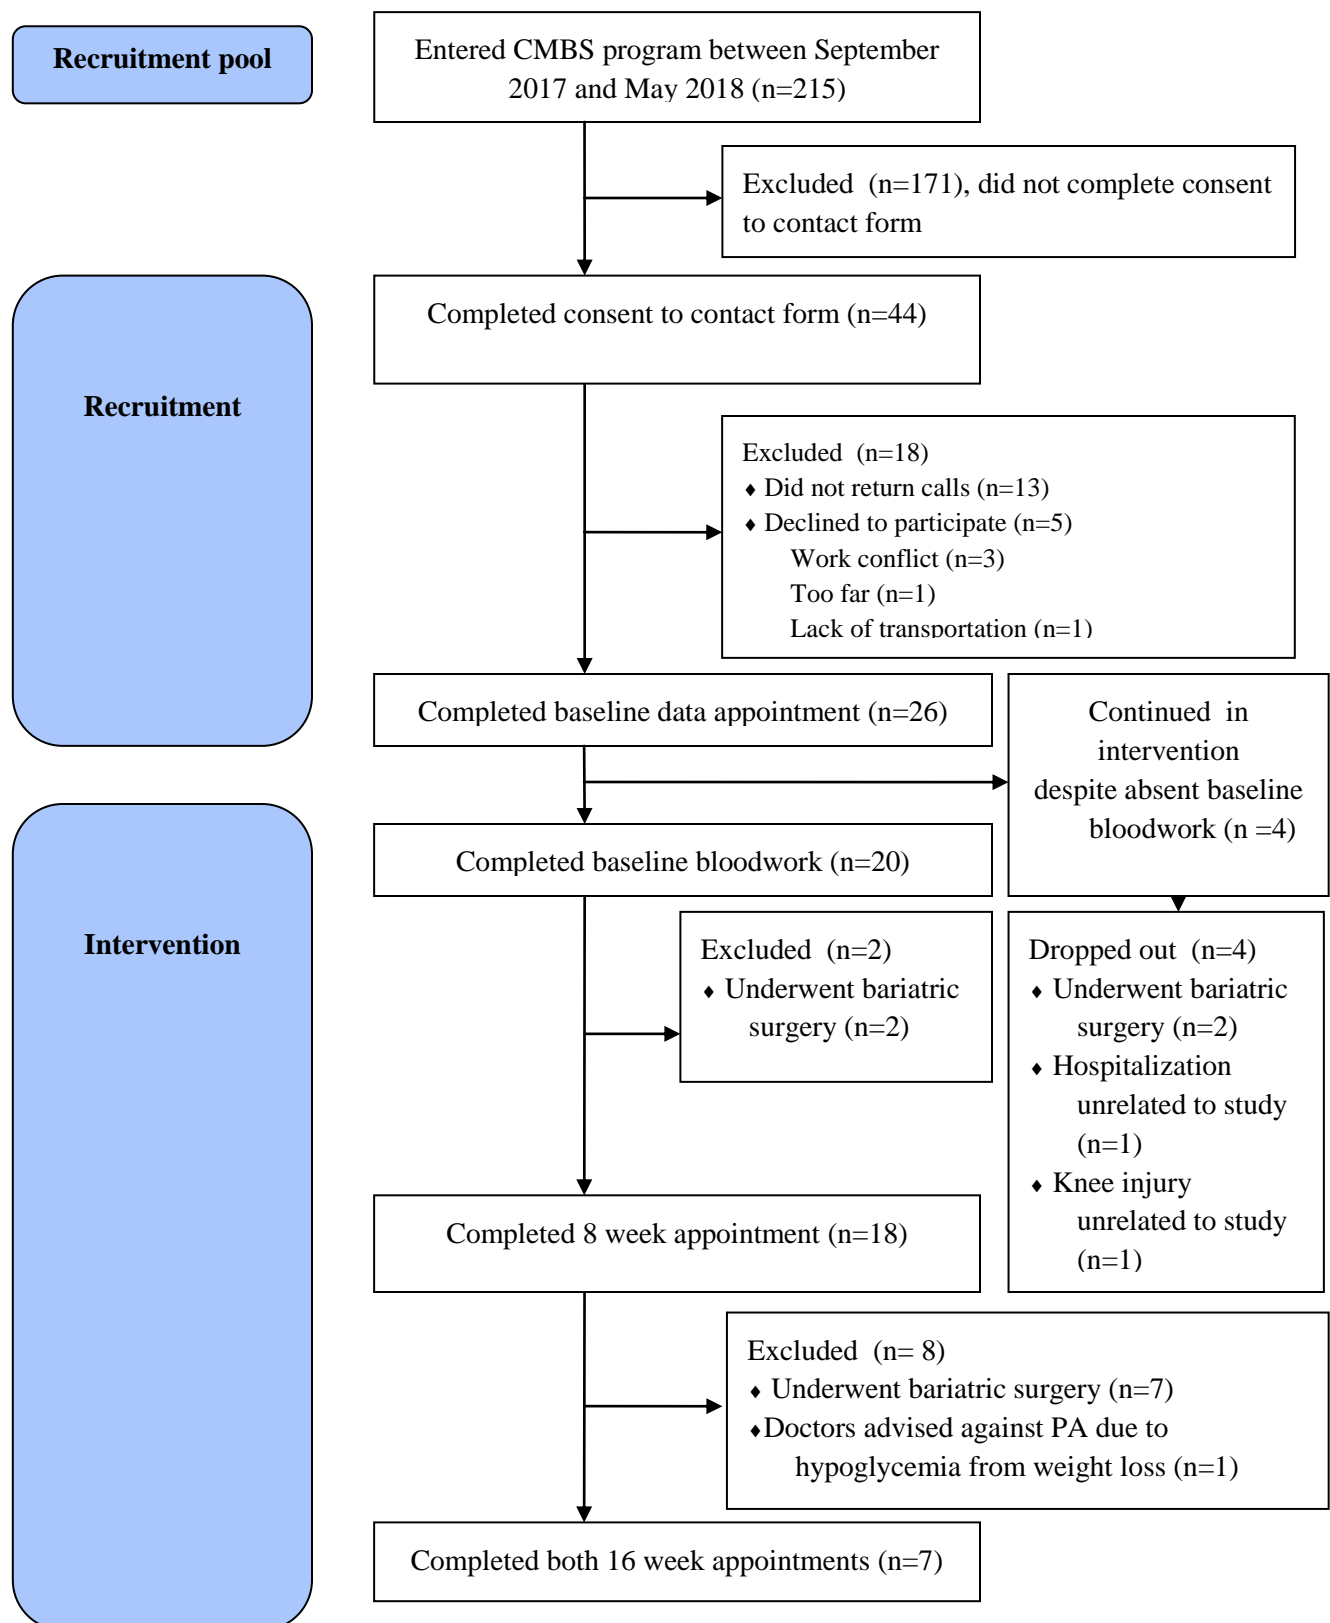 Recruitment pool
Entered CMBS program between September
2017 and May 2018 (n=215)
Excluded (n=171), did not complete consent
to contact form
Completed consent to contact form (n=44)
Recruitment
Excluded (n=18)
♦ Did not return calls (n=13)
♦ Declined to participate (n=5)
Work conflict (n=3)
Too far (n=1)
Lack of transportation (n=1)
Completed baseline data appointment (n=26)
Continued in
intervention
despite absent baseline
bloodwork (n =4)
Completed baseline bloodwork (n=20)
Intervention
Excluded (n=2)
♦ Underwent bariatric
surgery (n=2)
Dropped out (n=4)
♦ Underwent bariatric
surgery (n=2)
♦ Hospitalization
unrelated to study
(n=1)
♦ Knee injury
unrelated to study
(n=1)
Completed 8 week appointment (n=18)
Excluded (n= 8)
♦ Underwent bariatric surgery (n=7)
♦Doctors advised against PA due to
hypoglycemia from weight loss (n=1)
Completed both 16 week appointments (n=7)